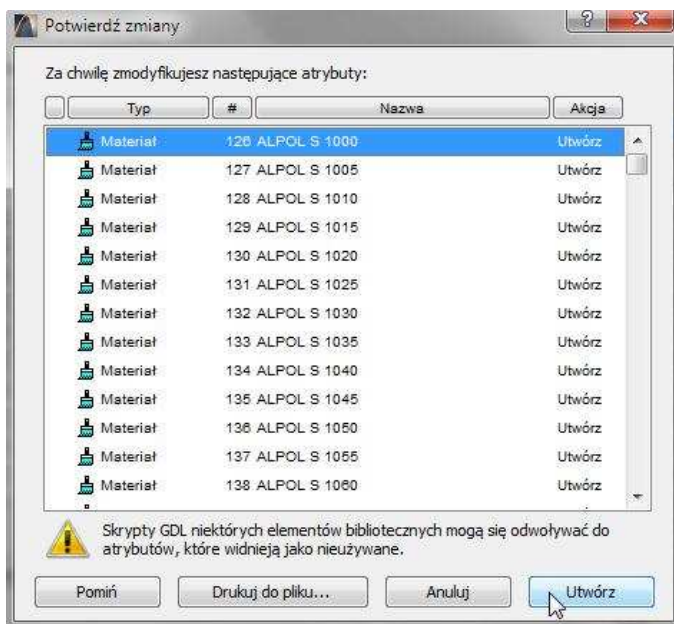 Potwierdź zmiany
Za chwilę zmodyfikujesz następujące atrybuty:
Typ # Nazwa Akcja
Materiał 126 ALPOL S 1000 Utwórz
Materiał 127 ALPOL S 1005 Utwórz
Materiał 128 ALPOL S 1010 Utwórz
Materiał 129 ALPOL S 1015 Utwórz
Materiał 130 ALPOL S 1020 Utwórz
Materiał 131 ALPOL S 1025 Utwórz
Materiał 132 ALPOL S 1030 Utwórz
Materiał 133 ALPOL S 1035 Utwórz
Materiał 134 ALPOL S 1040 Utwórz
Materiał 135 ALPOL S 1045 Utwórz
Materiał 136 ALPOL S 1050 Utwórz
Materiał 137 ALPOL S 1055 Utwórz
Materiał 138 ALPOL S 1060 Utwórz
Skrypty GDL niektórych elementów bibliotecznych mogą się odwoływać do
atrybutów, które widnieją jako nieużywane.
Pomiń Drukuj do pliku... Anuluj Utwórz